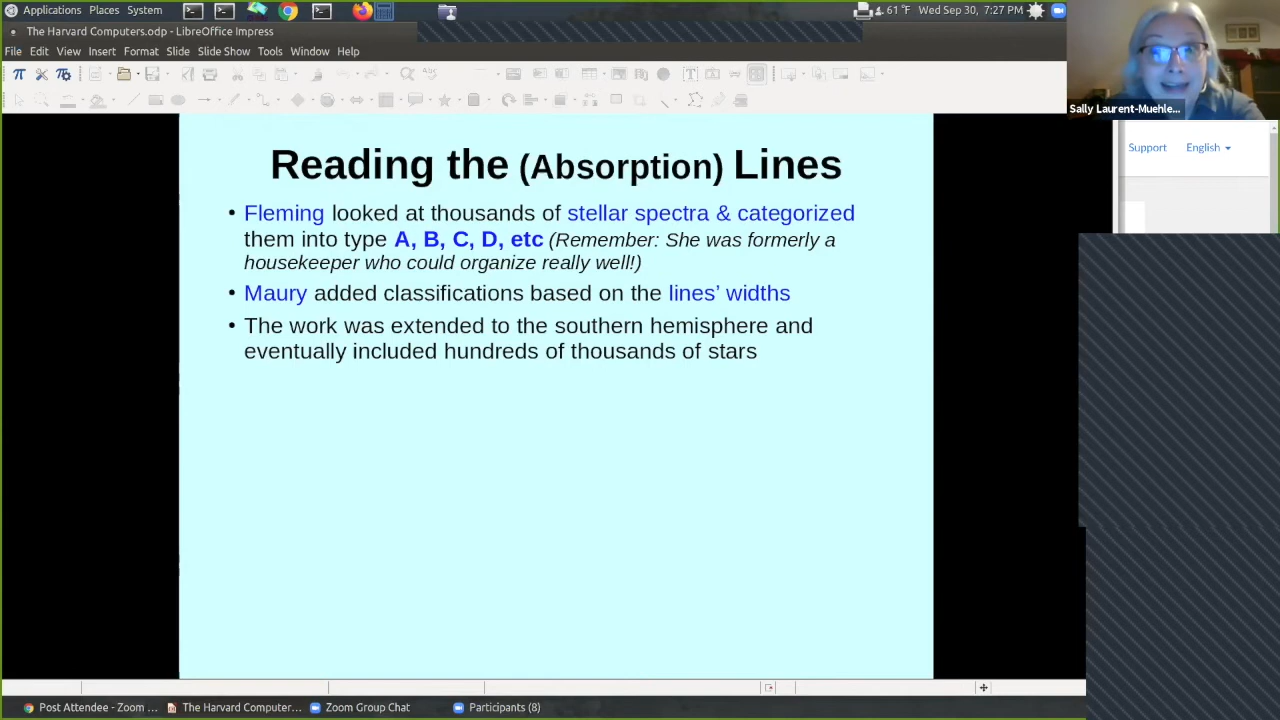 Applications Places System 61 °F Wed Sep 30, 7:27 PM
The Harvard Computers.odp - LibreOffice Impress
File Edit View Insert Format Slide Slide Show Tools Window Help
Sally Laurent-Muehle...
Support English
Reading the (Absorption) Lines
• Fleming looked at thousands of stellar spectra & categorized
them into type A, B, C, D, etc (Remember: She was formerly a
housekeeper who could organize really well!)
• Maury added classifications based on the lines’ widths
• The work was extended to the southern hemisphere and
eventually included hundreds of thousands of stars
Post Attendee - Zoom ... The Harvard Computer... Zoom Group Chat Participants (8)